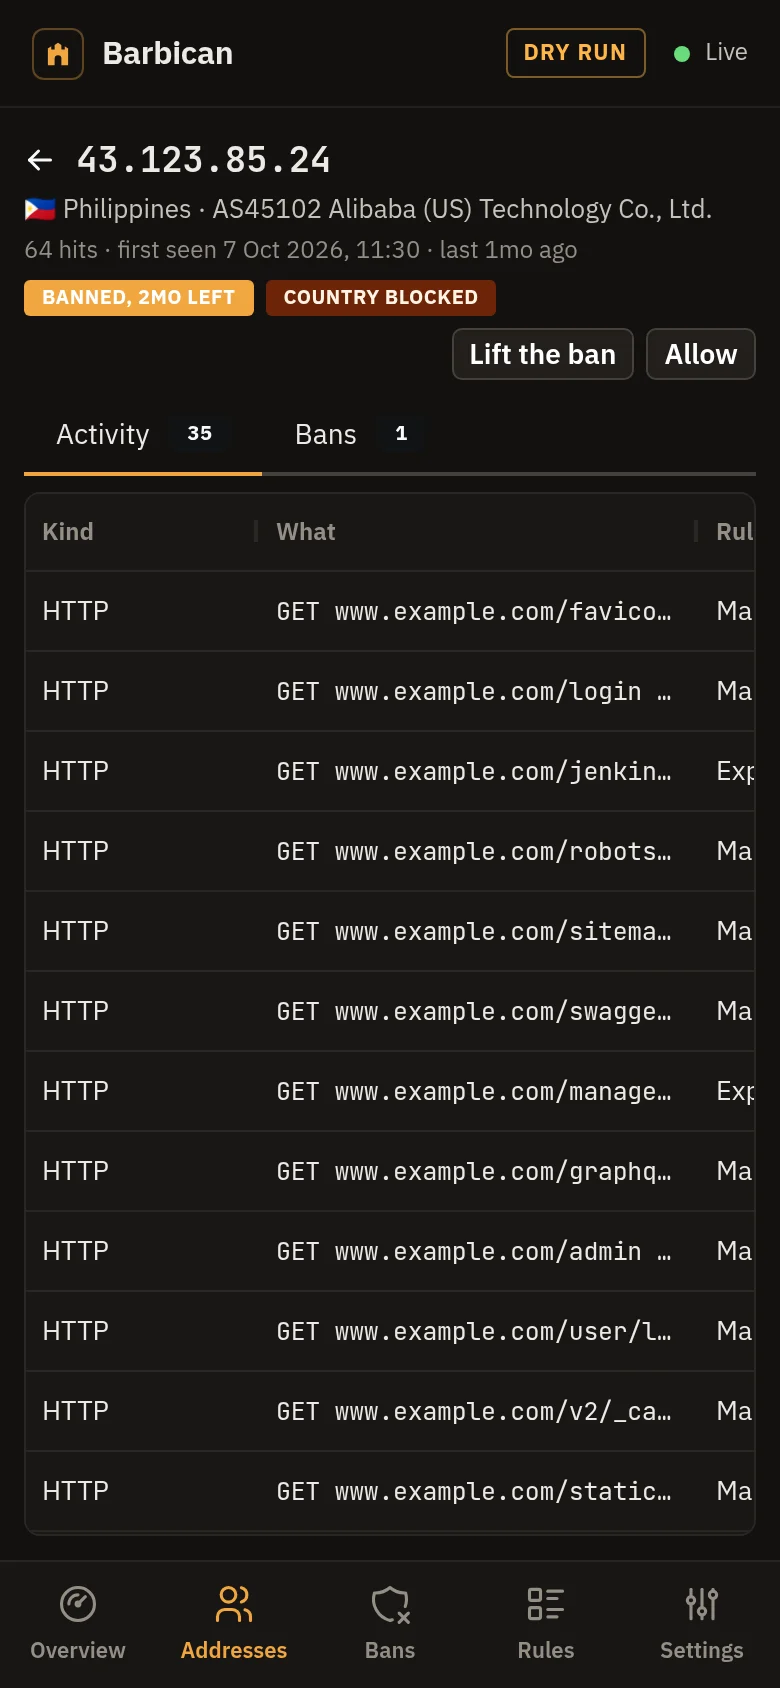 Barbican
DRY RUN
Live
43.123.85.24
Philippines · AS45102 Alibaba (US) Technology Co., Ltd.
64 hits · first seen 7 Oct 2026, 11:30 · last 1mo ago
BANNED, 2MO LEFT
COUNTRY BLOCKED
Lift the ban
Allow
Activity 35
Bans 1
Kind What Rul
HTTP GET www.example.com/favico… Ma
HTTP GET www.example.com/login … Ma
HTTP GET www.example.com/jenkin… Exp
HTTP GET www.example.com/robots… Ma
HTTP GET www.example.com/sitema… Ma
HTTP GET www.example.com/swagge… Ma
HTTP GET www.example.com/manage… Exp
HTTP GET www.example.com/graphq… Ma
HTTP GET www.example.com/admin … Ma
HTTP GET www.example.com/user/l… Ma
HTTP GET www.example.com/v2/_ca… Ma
HTTP GET www.example.com/static… Ma
Overview
Addresses
Bans
Rules
Settings